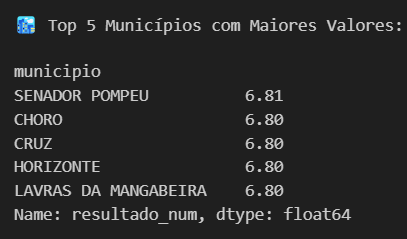 🏙️ Top 5 Municípios com Maiores Valores:
municipio
SENADOR POMPEU 6.81
CHORO 6.80
CRUZ 6.80
HORIZONTE 6.80
LAVRAS DA MANGABEIRA 6.80
Name: resultado_num, dtype: float64